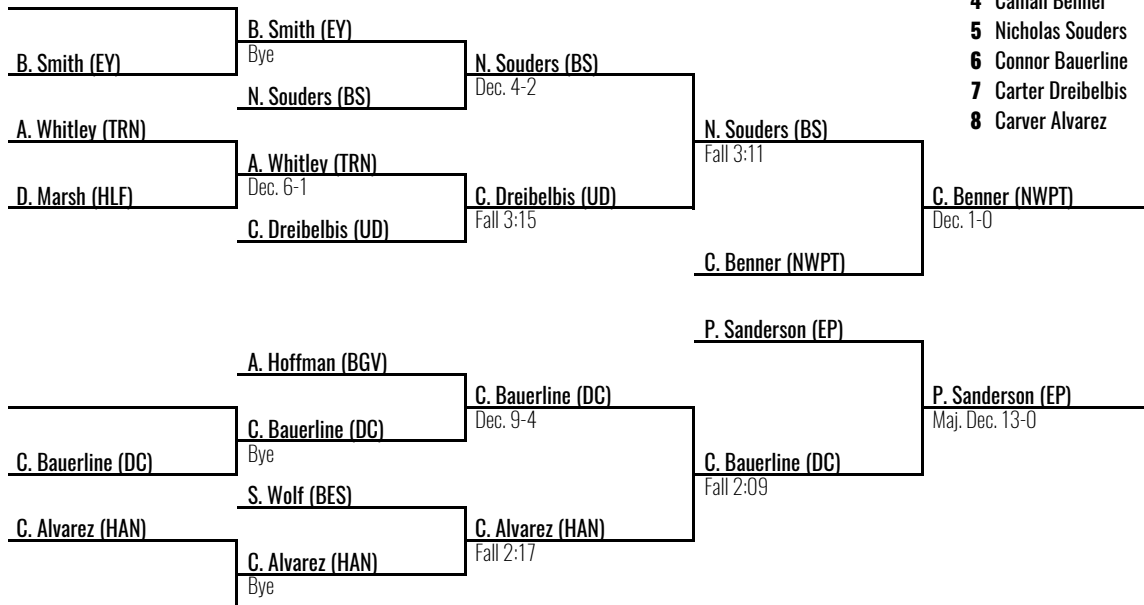 4 Caman Benner
5 Nicholas Souders
6 Connor Bauerline
7 Carter Dreibelbis
8 Carver Alvarez
B. Smith (EY)
B. Smith (EY)
Bye
N. Souders (BS)
N. Souders (BS)
Dec. 4-2
A. Whitley (TRN)
D. Marsh (HLF)
A. Whitley (TRN)
Dec. 6-1
C. Dreibelbis (UD)
C. Dreibelbis (UD)
Fall 3:15
N. Souders (BS)
Fall 3:11
C. Benner (NWPT)
C. Benner (NWPT)
Dec. 1-0
P. Sanderson (EP)
A. Hoffman (BGV)
C. Bauerline (DC)
C. Bauerline (DC)
Bye
C. Bauerline (DC)
Dec. 9-4
S. Wolf (BES)
C. Alvarez (HAN)
C. Alvarez (HAN)
Bye
C. Alvarez (HAN)
Fall 2:17
C. Bauerline (DC)
Fall 2:09
P. Sanderson (EP)
Maj. Dec. 13-0